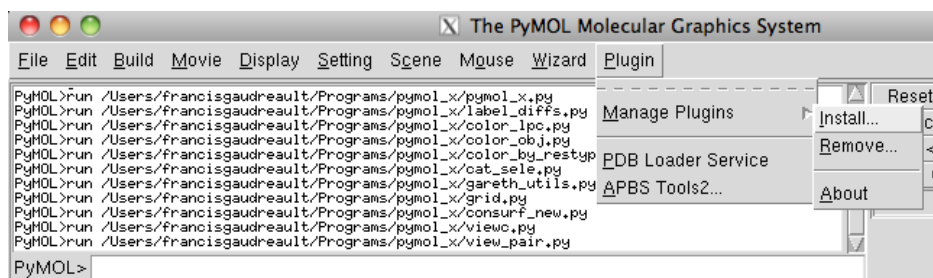 X The PyMOL Molecular Graphics System
File Edit Build Movie Display Setting Scene Mouse Wizard Plugin
PyMOL>run /Users/francisgaudreault/Programs/pymol_x/pymol_x.py
PyMOL>run /Users/francisgaudreault/Programs/pymol_x/label_diffs.py
PyMOL>run /Users/francisgaudreault/Programs/pymol_x/color_lpc.py
PyMOL>run /Users/francisgaudreault/Programs/pymol_x/color_obj.py
PyMOL>run /Users/francisgaudreault/Programs/pymol_x/color_by_restyp
PyMOL>run /Users/francisgaudreault/Programs/pymol_x/cat_sele.py
PyMOL>run /Users/francisgaudreault/Programs/pymol_x/gareth_utils.py
PyMOL>run /Users/francisgaudreault/Programs/pymol_x/grid.py
PyMOL>run /Users/francisgaudreault/Programs/pymol_x/consurf_new.py
PyMOL>run /Users/francisgaudreault/Programs/pymol_x/viewc.py
PyMOL>run /Users/francisgaudreault/Programs/pymol_x/view_pair.py
PyMOL>
Manage Plugins
PDB Loader Service
APBS Tools2...
Install...
Remove...
About
Reset